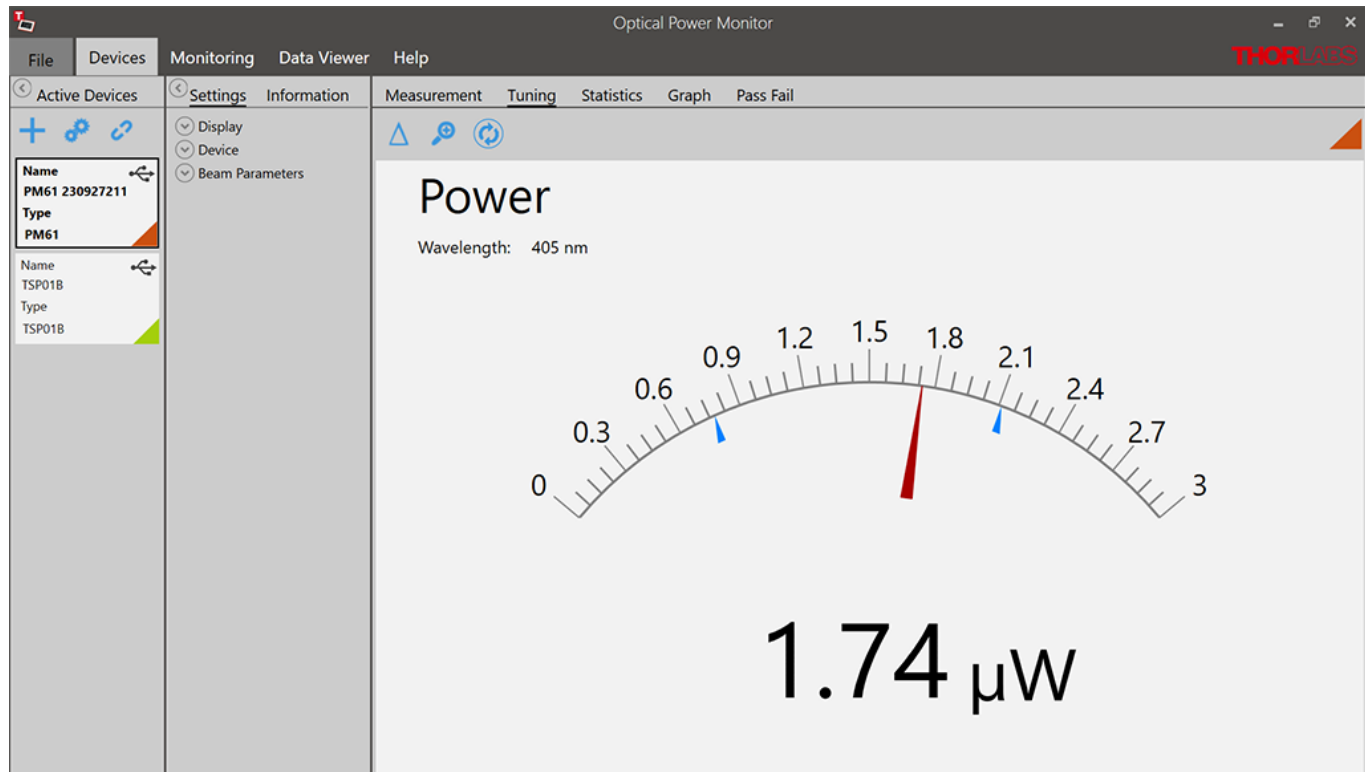 Optical Power Monitor
File Devices Monitoring Data Viewer Help
THORLABS
Active Devices
Settings Information
Measurement Tuning Statistics Graph Pass Fail
Name
PM61 230927211
Type
PM61
Name
TSP01B
Type
TSP01B
Display
Device
Beam Parameters
Power
Wavelength: 405 nm
0 0.3 0.6 0.9 1.2 1.5 1.8 2.1 2.4 2.7 3
1.74 µW